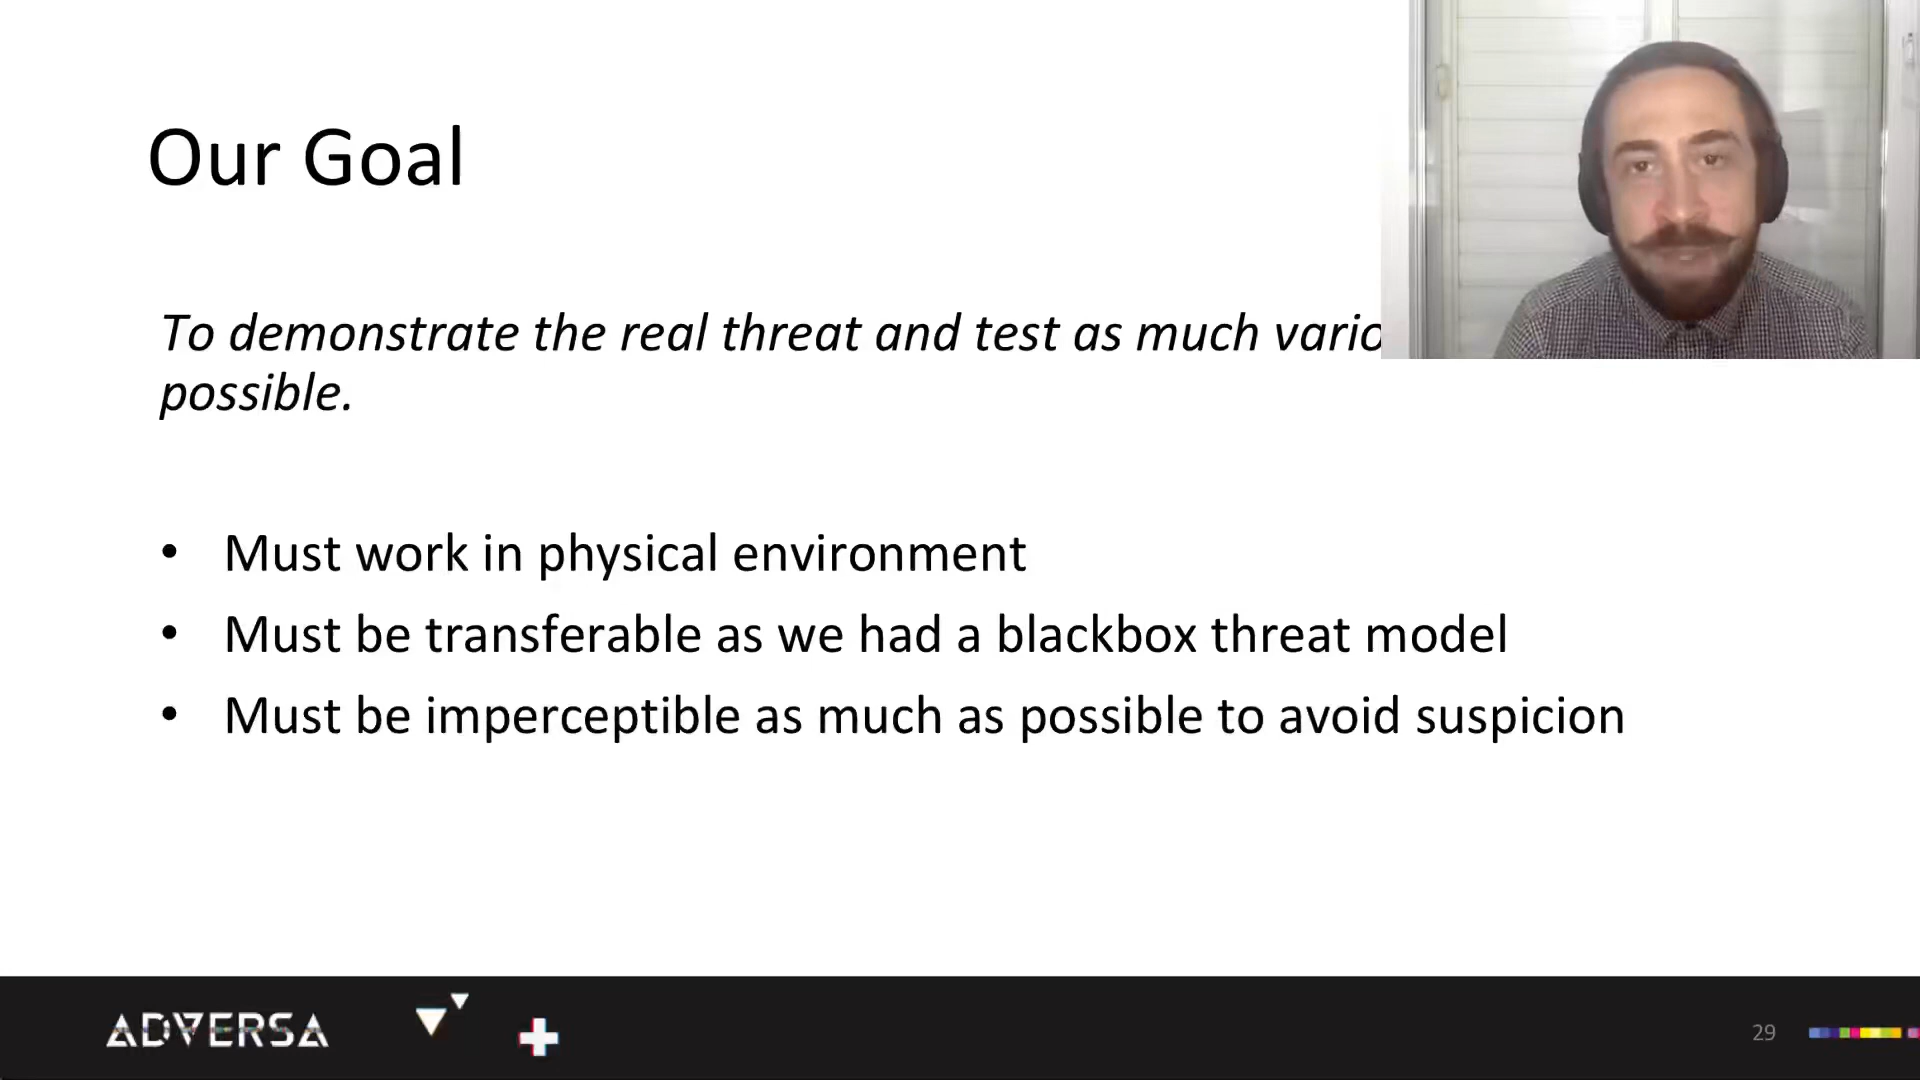 Our Goal
To demonstrate the real threat and test as much
possible.
• Must work in physical environment
• Must be transferable as we had a blackbox threat model
• Must be imperceptible as much as possible to avoid suspicion
ADVERSA
29